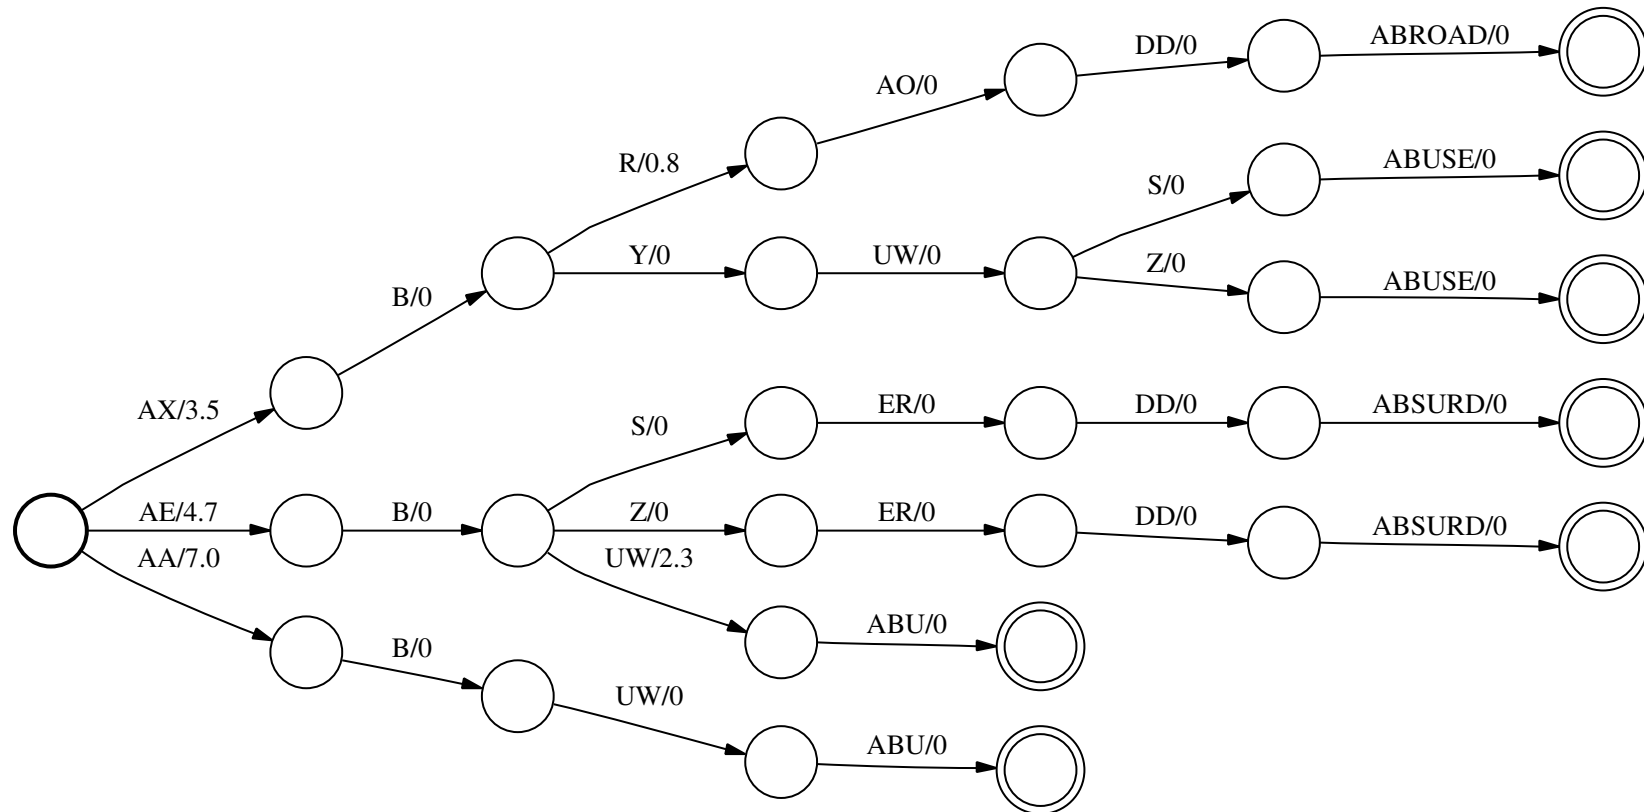 DD/0
ABROAD/0
AO/0
R/0.8
S/0
ABUSE/0
Y/0
UW/0
Z/0
ABUSE/0
B/0
AX/3.5
S/0
ER/0
DD/0
ABSURD/0
AE/4.7
B/0
Z/0
ER/0
DD/0
ABSURD/0
AA/7.0
UW/2.3
ABU/0
B/0
UW/0
ABU/0